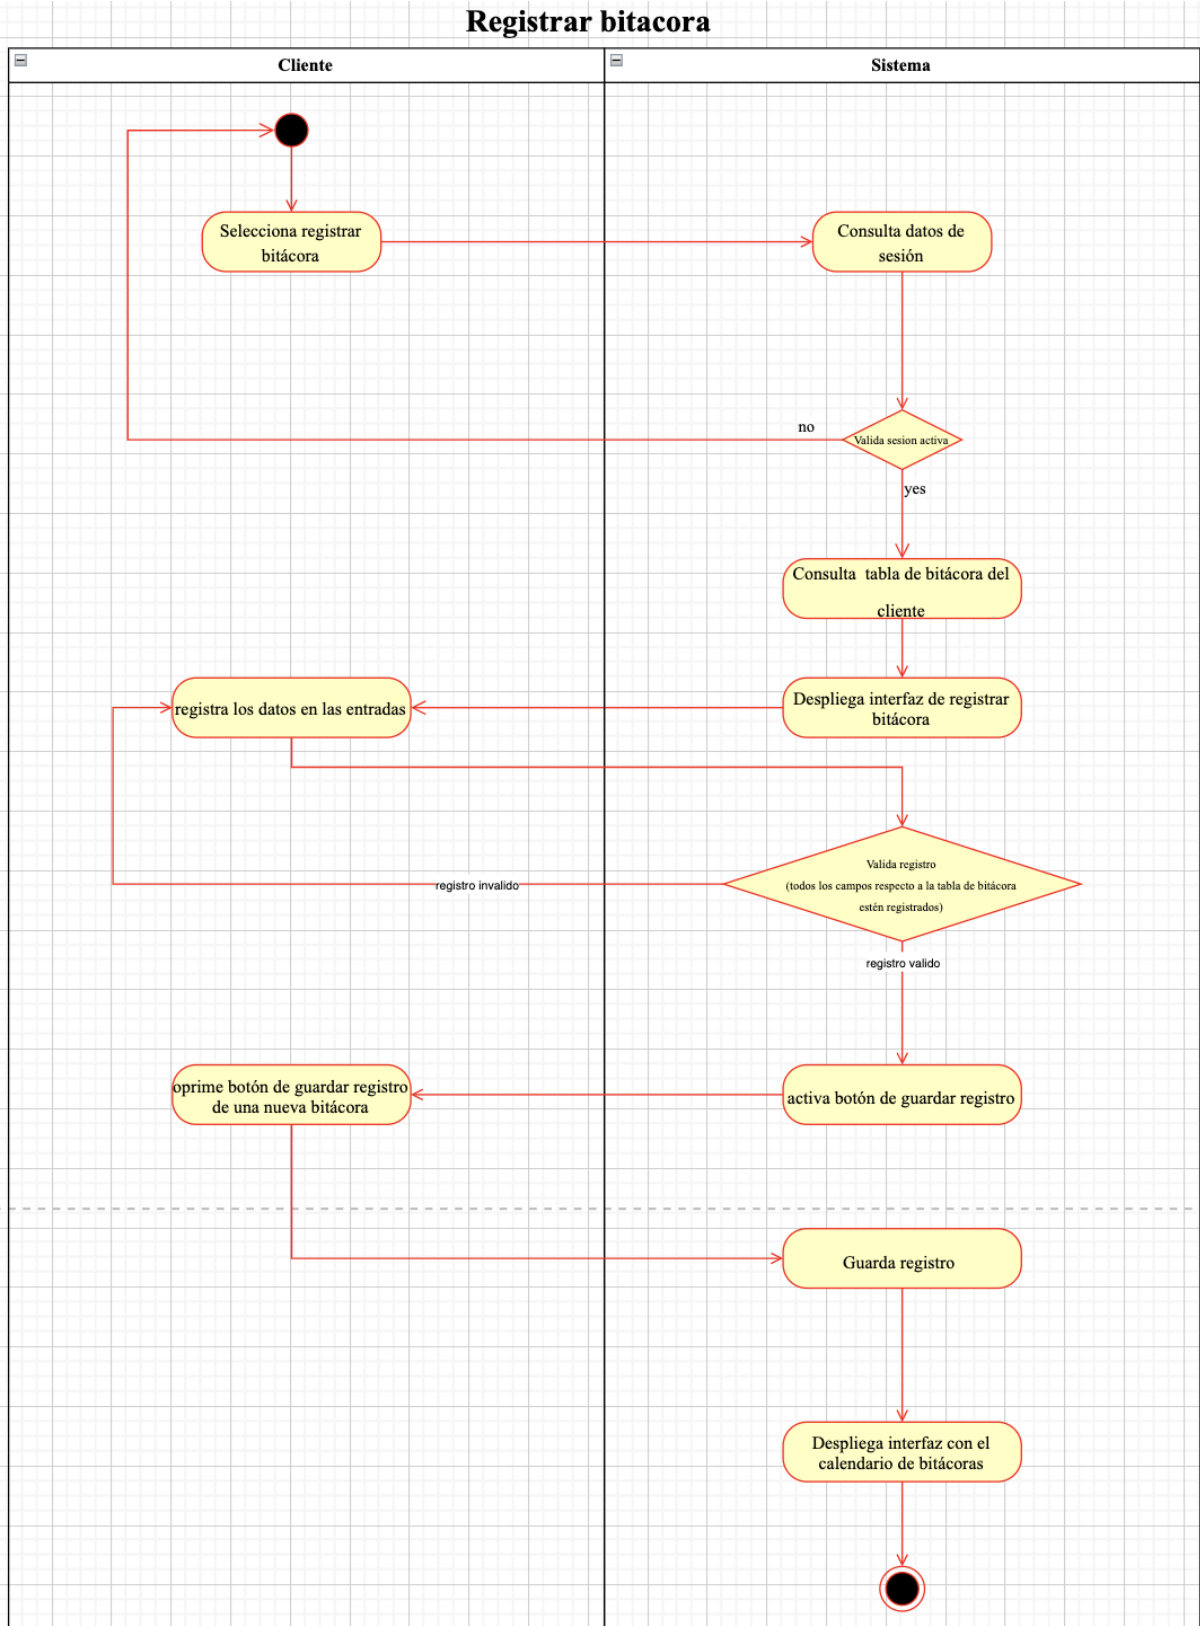 Registrar bitacora
Cliente
Sistema
Selecciona registrar
bitácora
Consulta datos de
sesión
no
Valida sesion activa
yes
Consulta  tabla de bitácora del
cliente
registra los datos en las entradas
Despliega interfaz de registrar
bitácora
Valida registro
(todos los campos respecto a la tabla de bitácora
estén registrados)
registro invalido
registro valido
oprime botón de guardar registro
de una nueva bitácora
activa botón de guardar registro
Guarda registro
Despliega interfaz con el
calendario de bitácoras